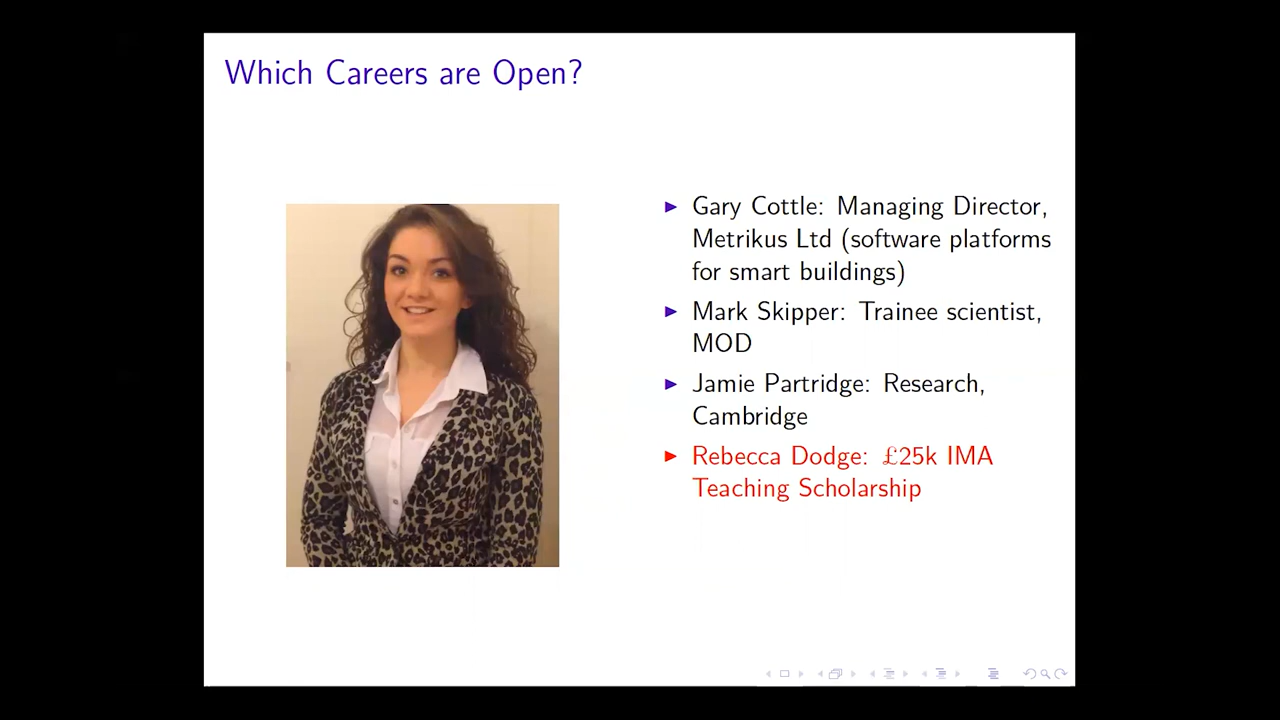 Which Careers are Open?
Gary Cottle: Managing Director,
Metrikus Ltd (software platforms
for smart buildings)
Mark Skipper: Trainee scientist,
MOD
Jamie Partridge: Research,
Cambridge
Rebecca Dodge: £25k IMA
Teaching Scholarship